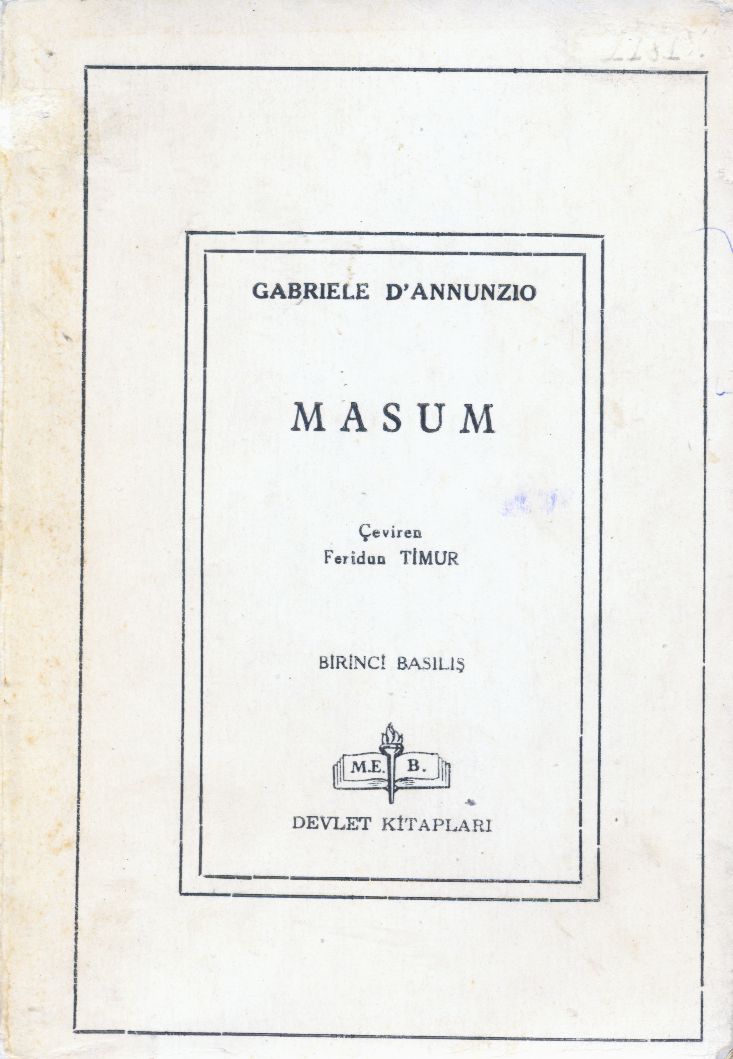 GABRIELE D'ANNUNZIO
MASUM
Çeviren
Feridun TİMUR
BİRİNCİ BASILIŞ
M.E. B.
DEVLET KİTAPLARI